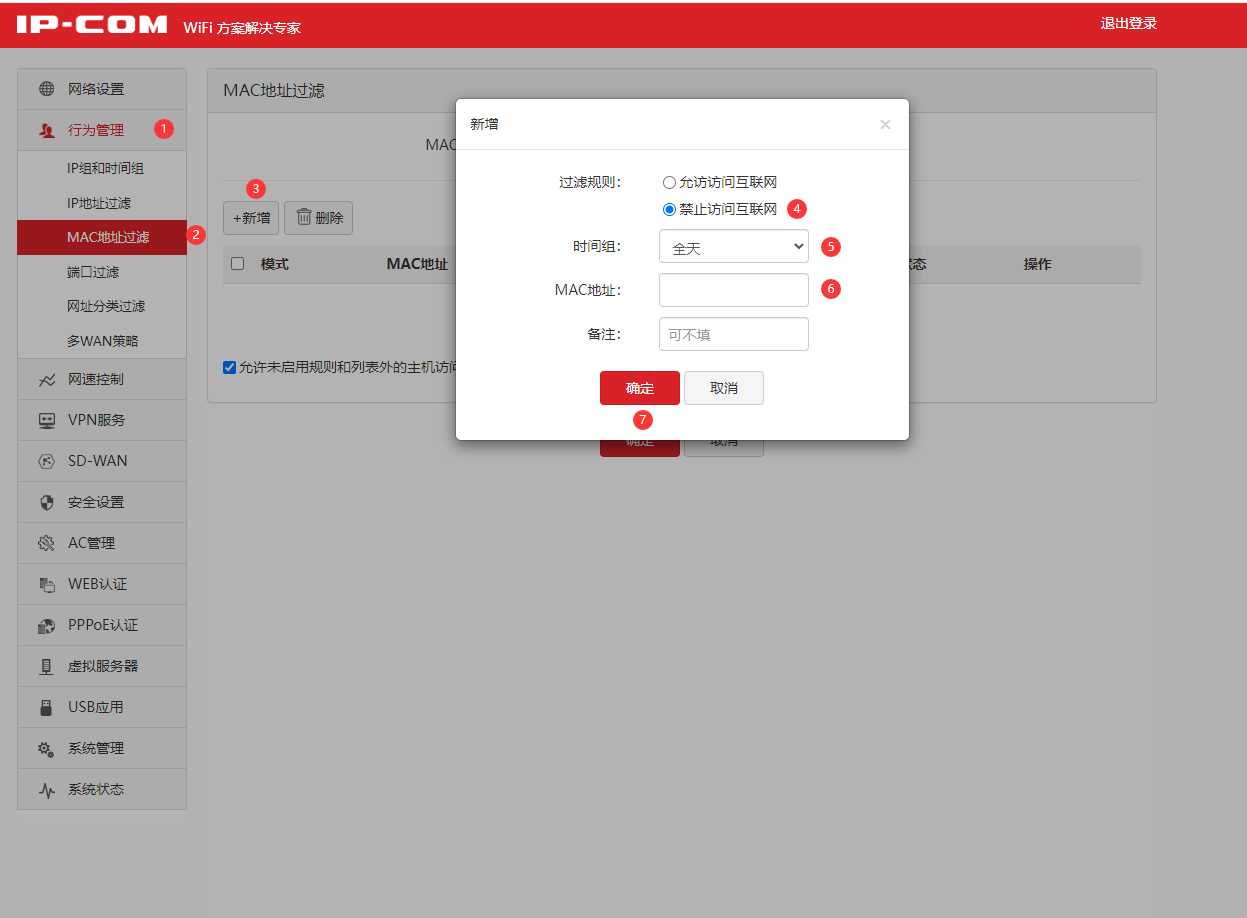 IP-COM WiFi 方案解决专家 退出登录
网络设置
行为管理 1
IP组和时间组
IP地址过滤
MAC地址过滤 2
端口过滤
网址分类过滤
多WAN策略
网速控制
VPN服务
SD-WAN
安全设置
AC管理
WEB认证
PPPoE认证
虚拟服务器
USB应用
系统管理
系统状态
MAC地址过滤
MAC
3
+新增 删除
模式 MAC地址 态 操作
允许未启用规则和列表外的主机访问
确定 取消
新增 ×
过滤规则： 允访访问互联网
禁止访问互联网 4
时间组： 全天 5
MAC地址： 6
备注： 可不填
确定 取消
7